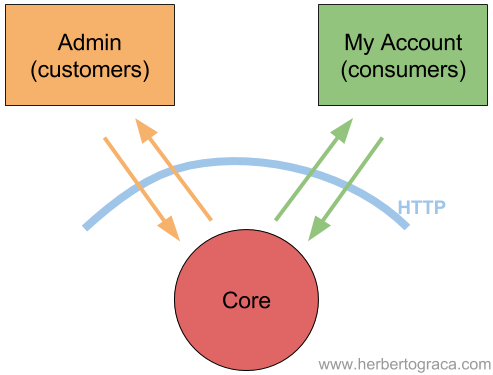 Admin
(customers)
My Account
(consumers)
HTTP
Core
www.herbertograca.com